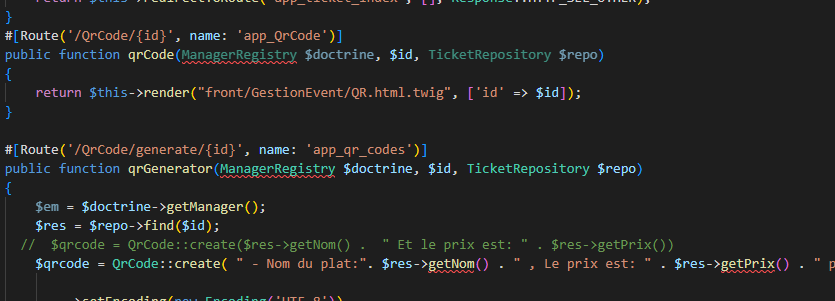 return $this->redirectToRoute('app_ticket_index', [], Response::HTTP_SEE_OTHER);
}
#[Route('/QrCode/{id}', name: 'app_QrCode')]
public function qrCode(ManagerRegistry $doctrine, $id, TicketRepository $repo)
{
return $this->render("front/GestionEvent/QR.html.twig", ['id' => $id]);
}
#[Route('/QrCode/generate/{id}', name: 'app_qr_codes')]
public function qrGenerator(ManagerRegistry $doctrine, $id, TicketRepository $repo)
{
$em = $doctrine->getManager();
$res = $repo->find($id);
// $qrcode = QrCode::create($res->getNom() .  " Et le prix est: " . $res->getPrix())
$qrcode = QrCode::create( " - Nom du plat:". $res->getNom() . " , Le prix est: " . $res->getPrix() . " p
->setEncoding(new Encoding('UTF-8'))